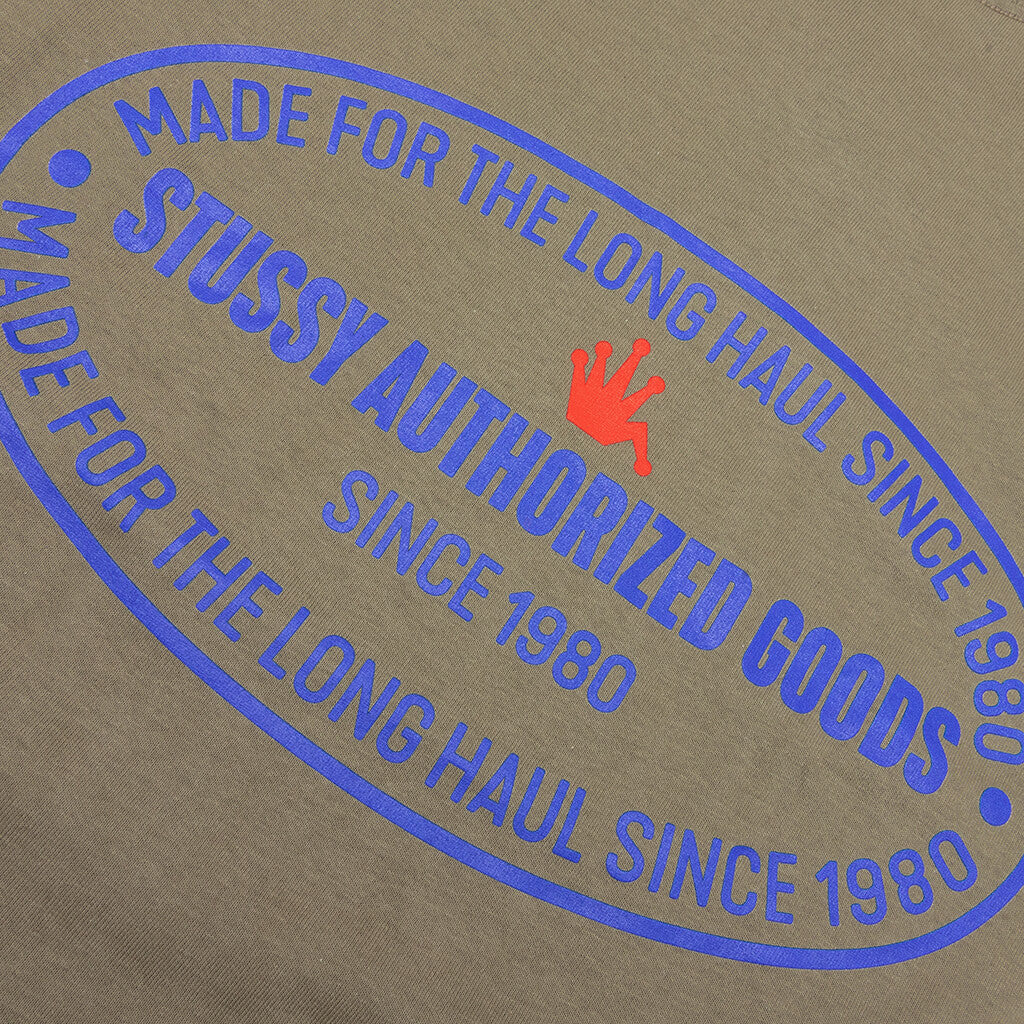 MADE FOR THE LONG HAUL SINCE 1980
STUSSY AUTHORIZED GOODS
SINCE 1980
MADE FOR THE LONG HAUL SINCE 1980